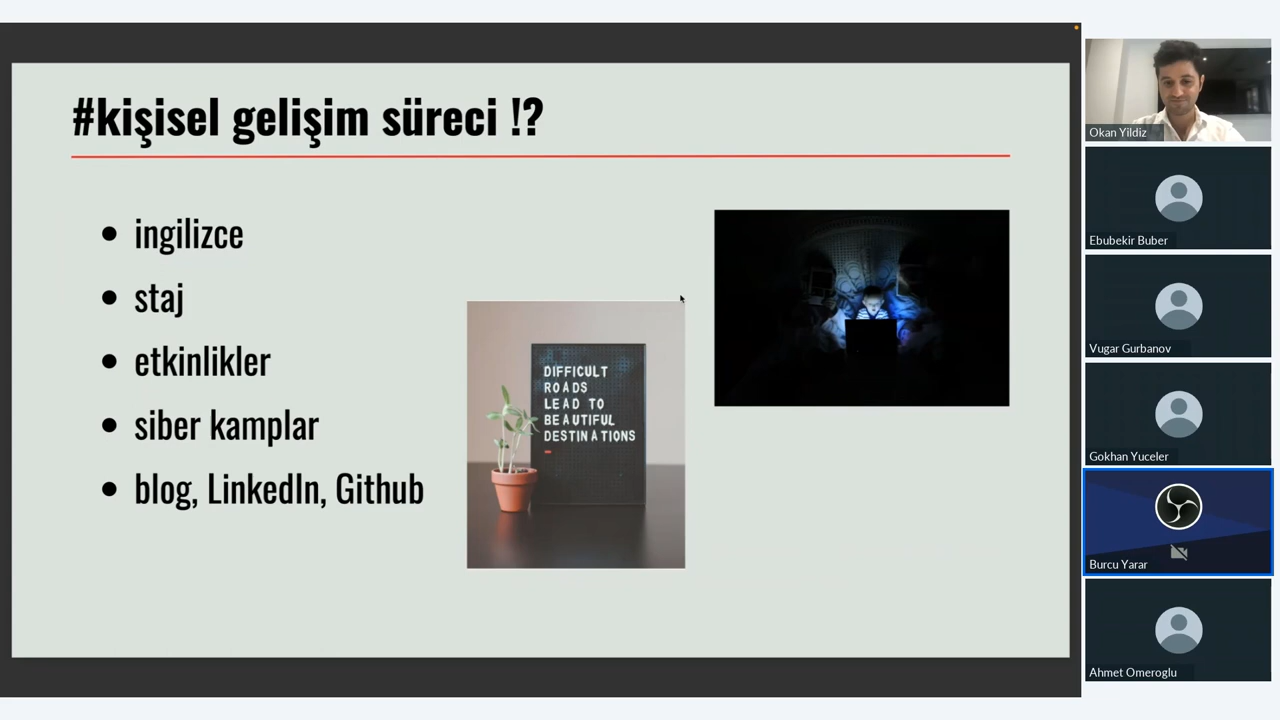 #kişisel gelişim süreci !?
ingilizce
staj
etkinlikler
siber kamplar
blog, LinkedIn, Github
DIFFICULT
ROADS
LEAD TO
BEAUTIFUL
DESTINATIONS
Okan Yildiz
Ebubekir Buber
Vugar Gurbanov
Gokhan Yuceler
Burcu Yarar
Ahmet Omeroglu